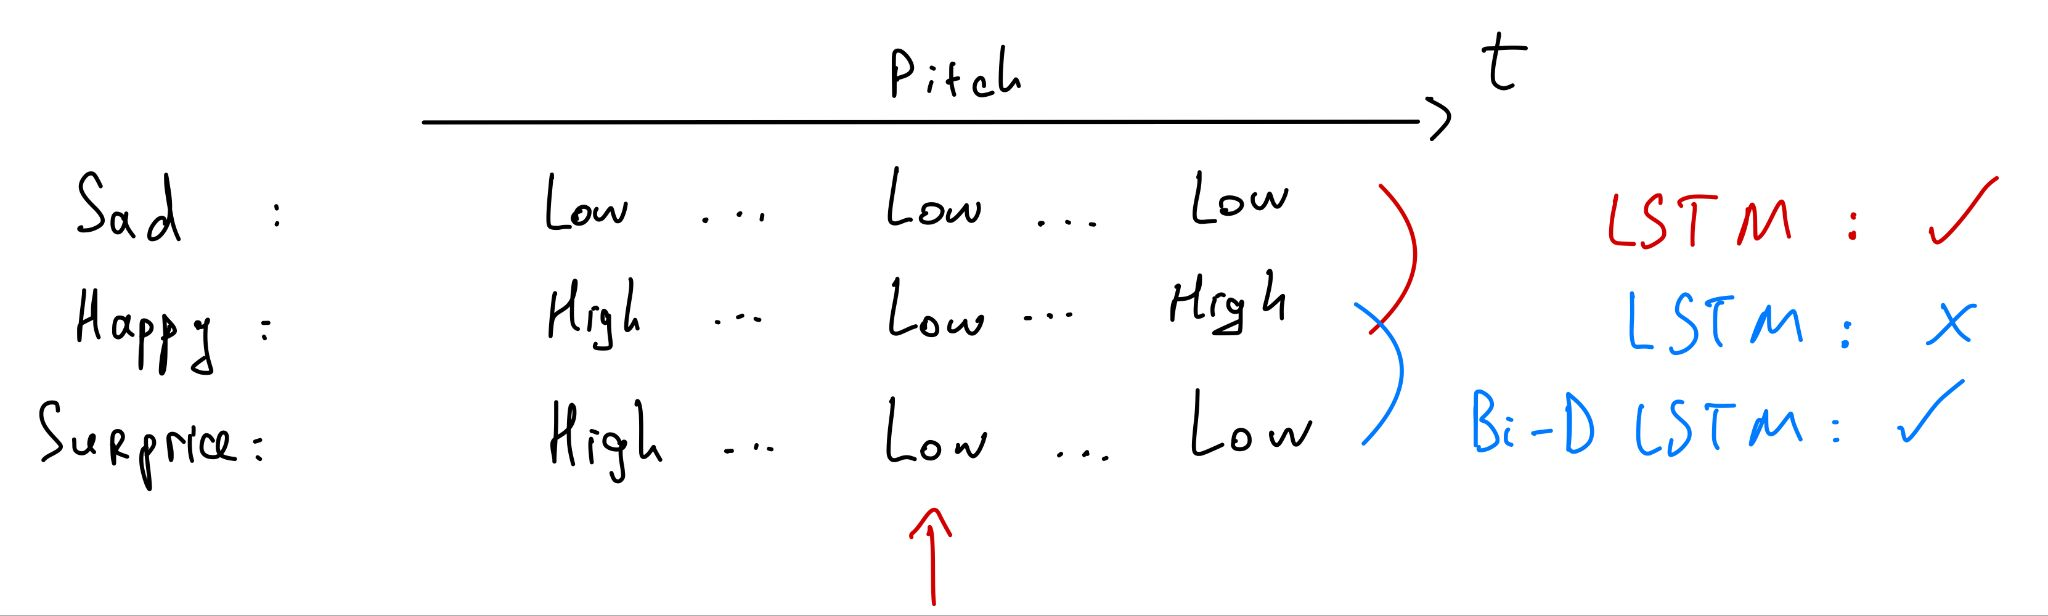 Pitch t
Sad : Low ... Low ... Low LSTM : ✓
Happy : High ... Low ... High LSTM : X
Surprice: High ... Low ... Low Bi-D LSTM : ✓